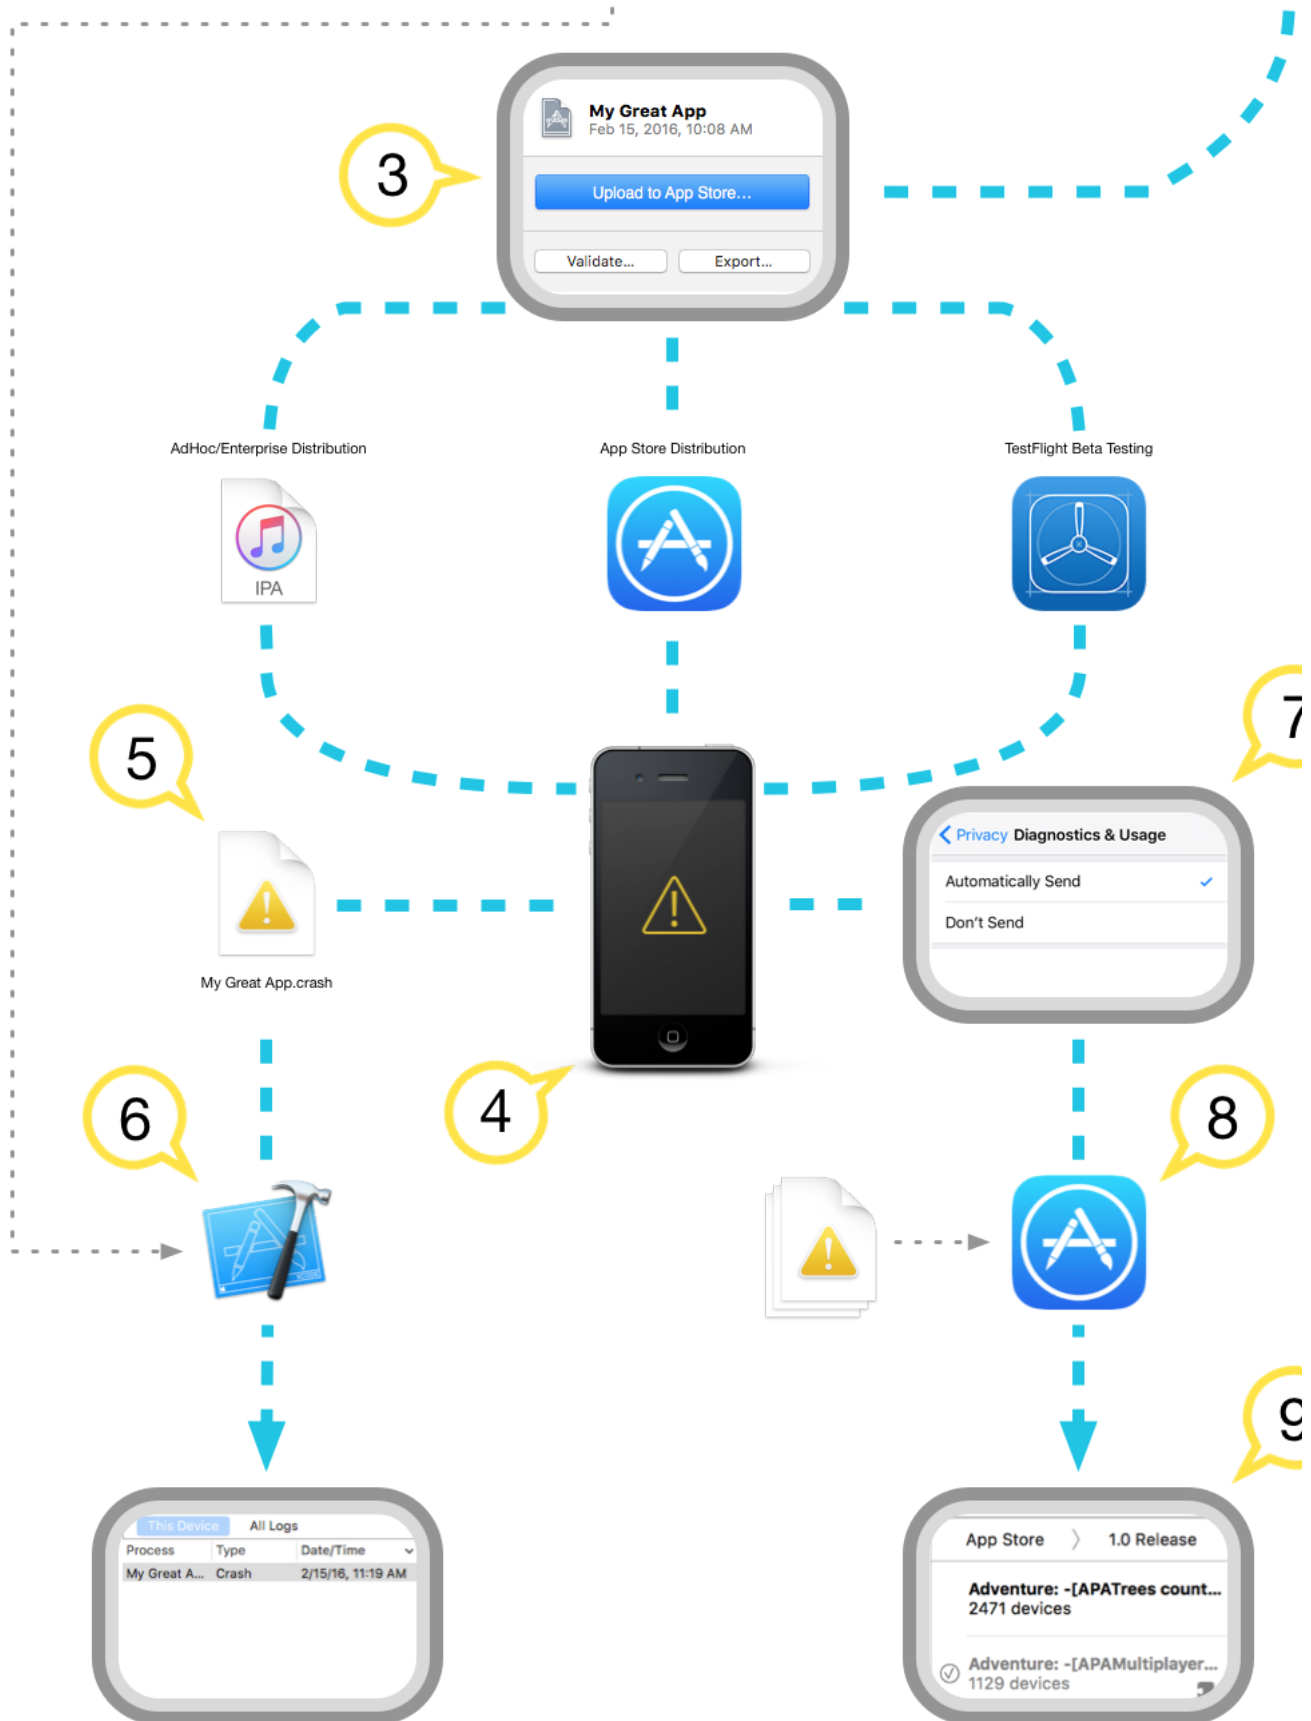 My Great App
Feb 15, 2016, 10:08 AM
3
Upload to App Store...
Validate...
Export...
AdHoc/Enterprise Distribution
App Store Distribution
TestFlight Beta Testing
IPA
7
5
Privacy Diagnostics & Usage
Automatically Send
Don't Send
My Great App.crash
4
6
8
XCODE
9
This Device All Logs
Process Type Date/Time
My Great A... Crash 2/15/16, 11:19 AM
App Store 1.0 Release
Adventure: -[APATrees count...
2471 devices
Adventure: -[APAMultiplayer...
1129 devices